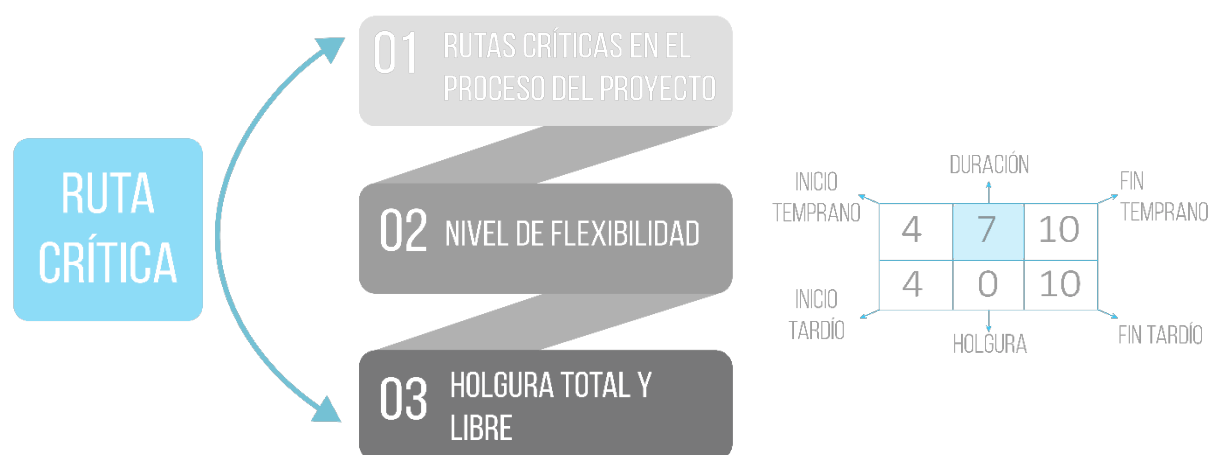 RUTA
CRÍTICA
01
RUTAS CRÍTICAS EN EL
PROCESO DEL PROYECTO
02
NIVEL DE FLEXIBILIDAD
03
HOLGURA TOTAL Y
LIBRE
INICIO
TEMPRANO
DURACIÓN
FIN
TEMPRANO
4 7 10
4 0 10
INICIO
TARDÍO
HOLGURA
FIN TARDÍO